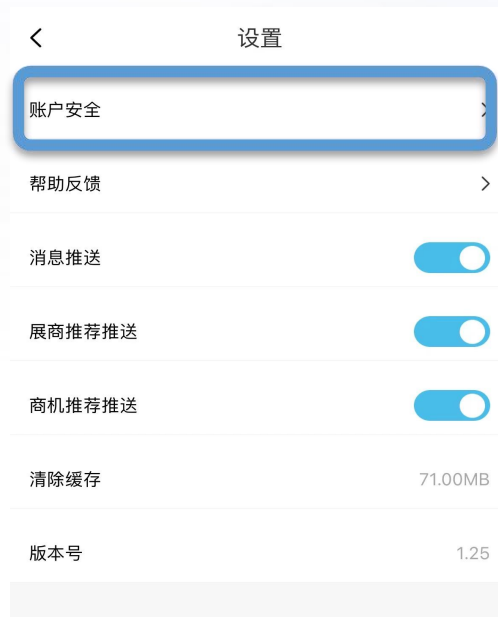 设置
账户安全
帮助反馈
消息推送
展商推荐推送
商机推荐推送
清除缓存 71.00MB
版本号 1.25